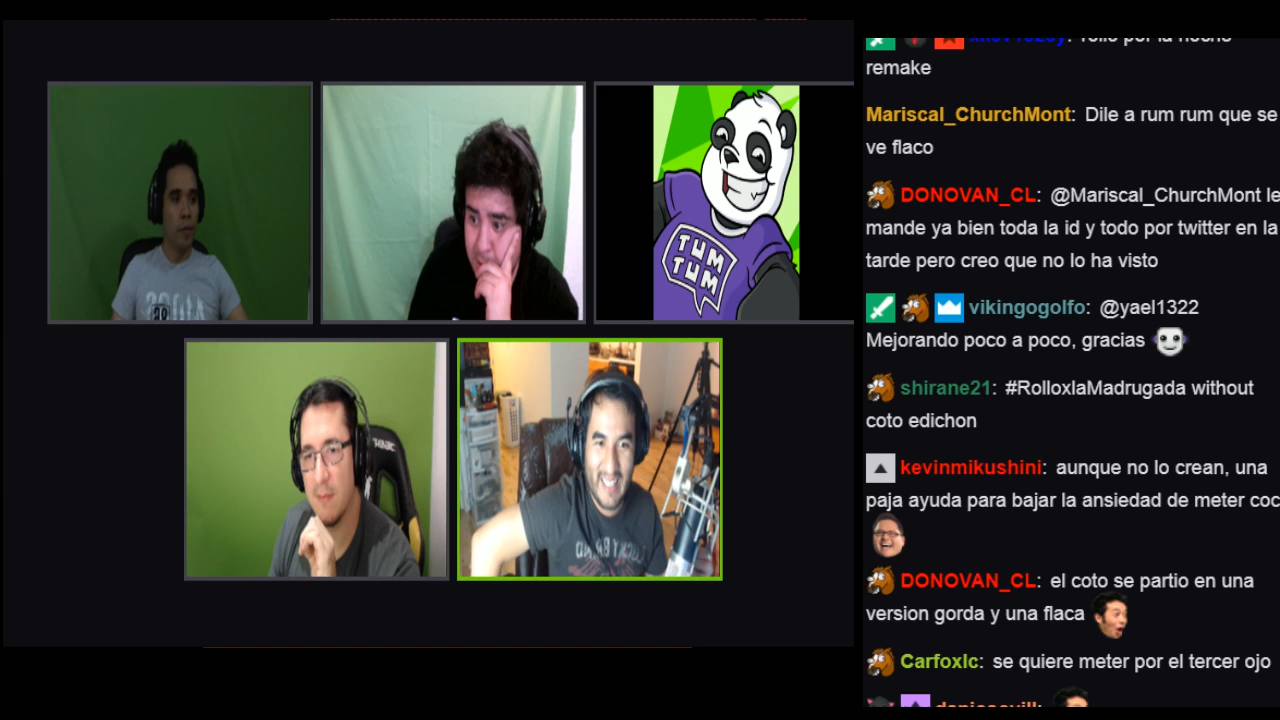 TUM
TUM
remake
Mariscal_ChurchMont: Dile a rum rum que se
ve flaco
DONOVAN_CL: @Mariscal_ChurchMont le
mande ya bien toda la id y todo por twitter en la
tarde pero creo que no lo ha visto
vikingogolfo: @yael1322
Mejorando poco a poco, gracias
shirane21: #RolloxlaMadrugada without
coto edichon
kevinmikushini: aunque no lo crean, una
paja ayuda para bajar la ansiedad de meter coc
DONOVAN_CL: el coto se partio en una
version gorda y una flaca
Carfoxlc: se quiere meter por el tercer ojo